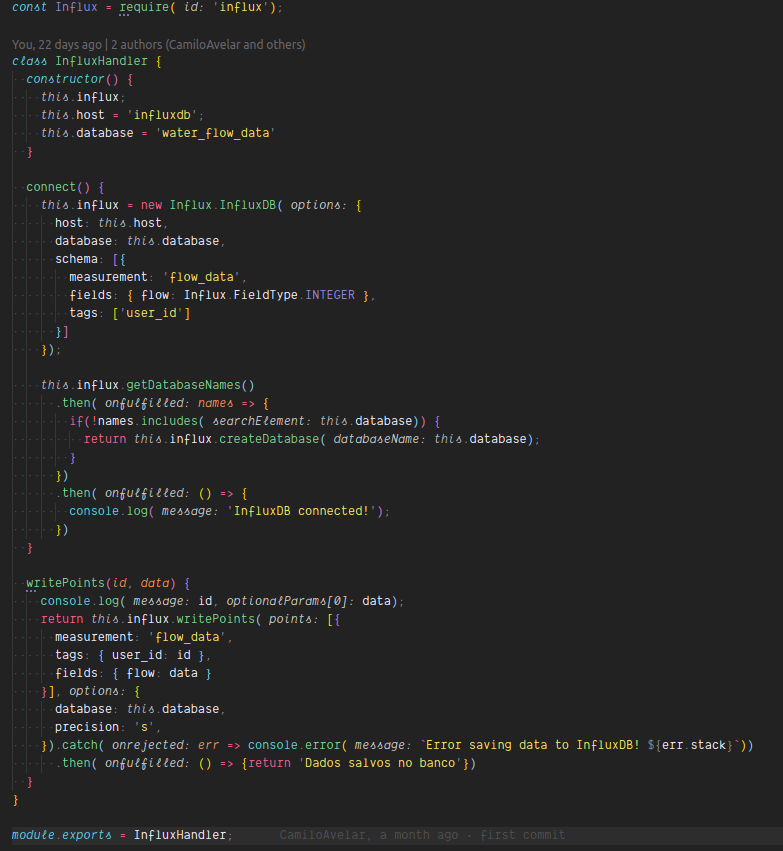 const Influx = require( id: 'influx');
You, 22 days ago | 2 authors (CamiloAvelar and others)
class InfluxHandler {
  constructor() {
    this.influx;
    this.host = 'influxdb';
    this.database = 'water_flow_data'
  }
  connect() {
    this.influx = new Influx.InfluxDB( options: {
      host: this.host,
      database: this.database,
      schema: [{
        measurement: 'flow_data',
        fields: { flow: Influx.FieldType.INTEGER },
        tags: ['user_id']
      }]
    });
    this.influx.getDatabaseNames()
      .then( onfulfilled: names => {
        if(!names.includes( searchElement: this.database)) {
          return this.influx.createDatabase( databaseName: this.database);
        }
      })
      .then( onfulfilled: () => {
        console.log( message: 'InfluxDB connected!');
      })
  }
  writePoints(id, data) {
    console.log( message: id, optionalParams[0]: data);
    return this.influx.writePoints( points: [{
      measurement: 'flow_data',
      tags: { user_id: id },
      fields: { flow: data }
    }], options: {
      database: this.database,
      precision: 's',
    }).catch( onrejected: err => console.error( message: `Error saving data to InfluxDB! ${err.stack}`))
      .then( onfulfilled: () => {return 'Dados salvos no banco'})
  }
}
module.exports = InfluxHandler; CamiloAvelar, a month ago · first commit